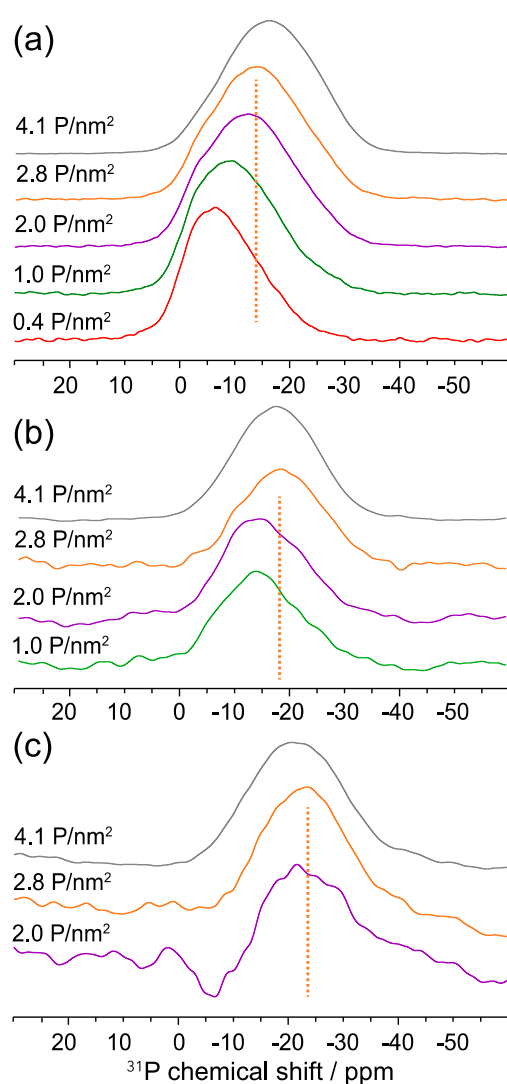 (a)
4.1 P/nm²
2.8 P/nm²
2.0 P/nm²
1.0 P/nm²
0.4 P/nm²
20 10 0 -10 -20 -30 -40 -50
(b)
4.1 P/nm²
2.8 P/nm²
2.0 P/nm²
1.0 P/nm²
20 10 0 -10 -20 -30 -40 -50
(c)
4.1 P/nm²
2.8 P/nm²
2.0 P/nm²
20 10 0 -10 -20 -30 -40 -50
³¹P chemical shift / ppm